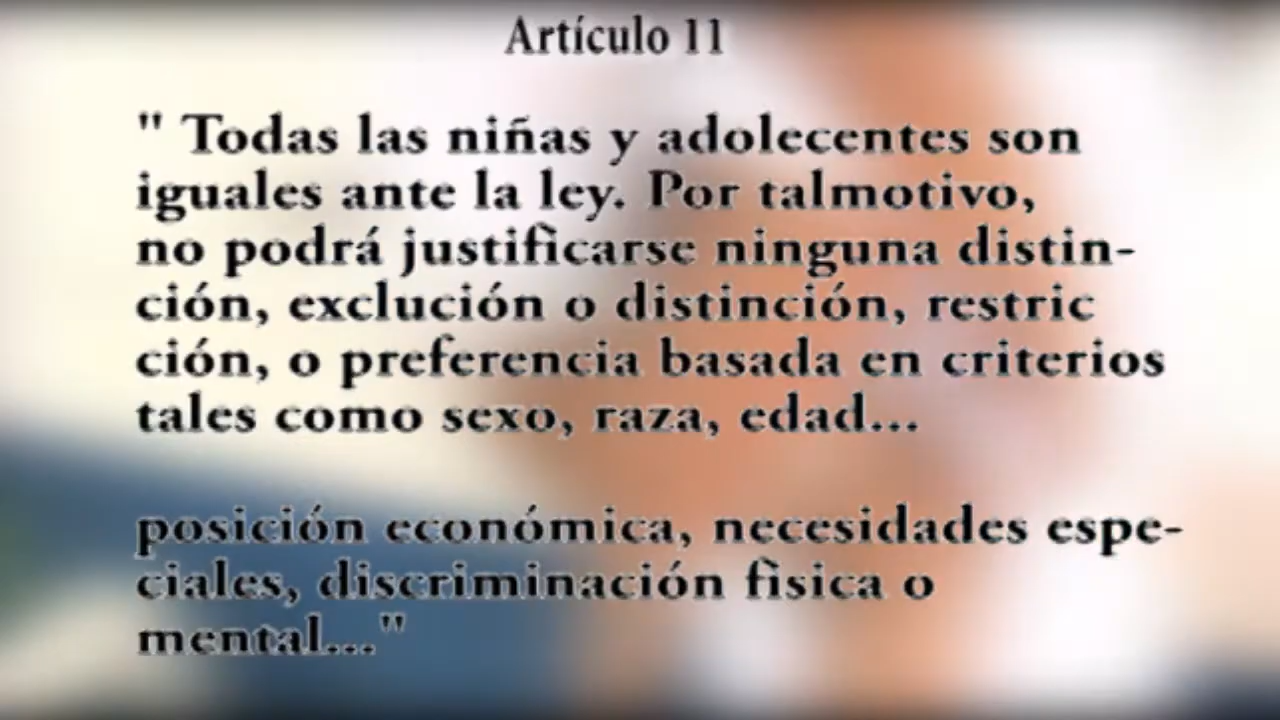 Artículo 11
" Todas las niñas y adolecentes son
iguales ante la ley. Por talmotivo,
no podrá justificarse ninguna distin-
ción, exclución o distinción, restric
ción, o preferencia basada en criterios
tales como sexo, raza, edad...
posición económica, necesidades espe-
ciales, discriminación fisica o
mental..."